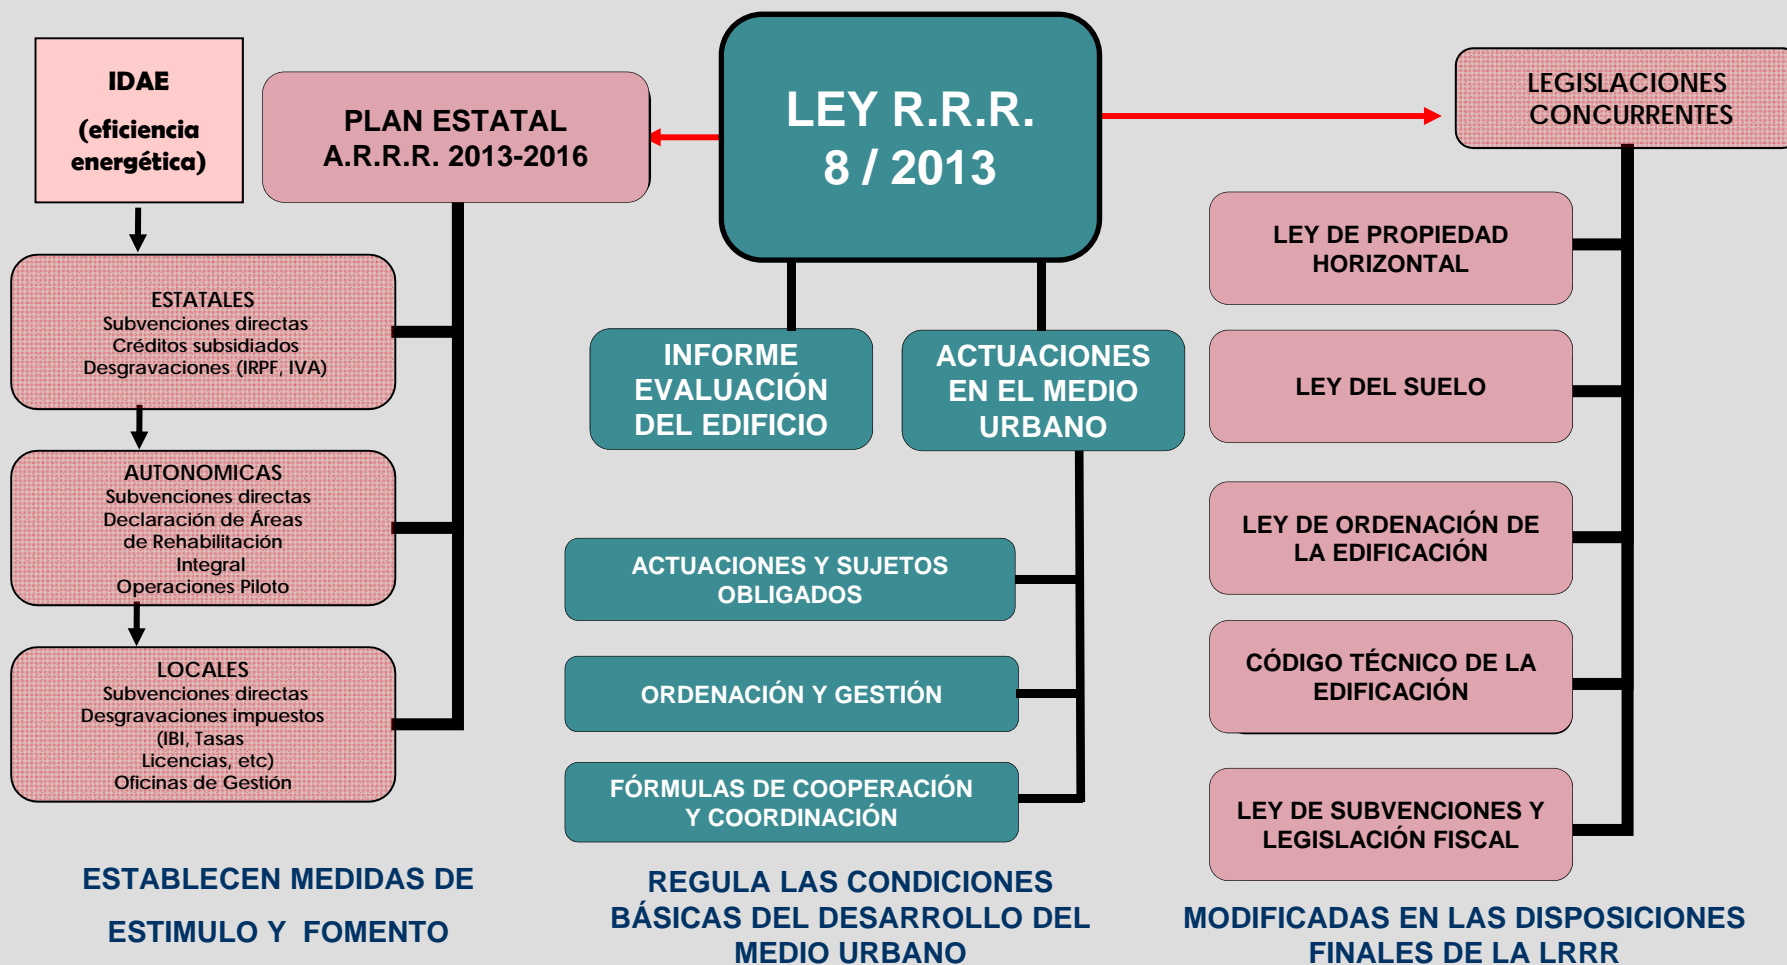 IDAE
(eficiencia
energética)
PLAN ESTATAL
A.R.R.R. 2013-2016
LEY R.R.R.
8 / 2013
LEGISLACIONES
CONCURRENTES
ESTATALES
Subvenciones directas
Créditos subsidiados
Desgravaciones (IRPF, IVA)
AUTONOMICAS
Subvenciones directas
Declaración de Áreas
de Rehabilitación
Integral
Operaciones Piloto
LOCALES
Subvenciones directas
Desgravaciones impuestos
(IBI, Tasas
Licencias, etc)
Oficinas de Gestión
ESTABLECEN MEDIDAS DE
ESTIMULO Y FOMENTO
INFORME
EVALUACIÓN
DEL EDIFICIO
ACTUACIONES
EN EL MEDIO
URBANO
ACTUACIONES Y SUJETOS
OBLIGADOS
ORDENACIÓN Y GESTIÓN
FÓRMULAS DE COOPERACIÓN
Y COORDINACIÓN
REGULA LAS CONDICIONES
BÁSICAS DEL DESARROLLO DEL
MEDIO URBANO
LEY DE PROPIEDAD
HORIZONTAL
LEY DEL SUELO
LEY DE ORDENACIÓN DE
LA EDIFICACIÓN
CÓDIGO TÉCNICO DE LA
EDIFICACIÓN
LEY DE SUBVENCIONES Y
LEGISLACIÓN FISCAL
MODIFICADAS EN LAS DISPOSICIONES
FINALES DE LA LRRR